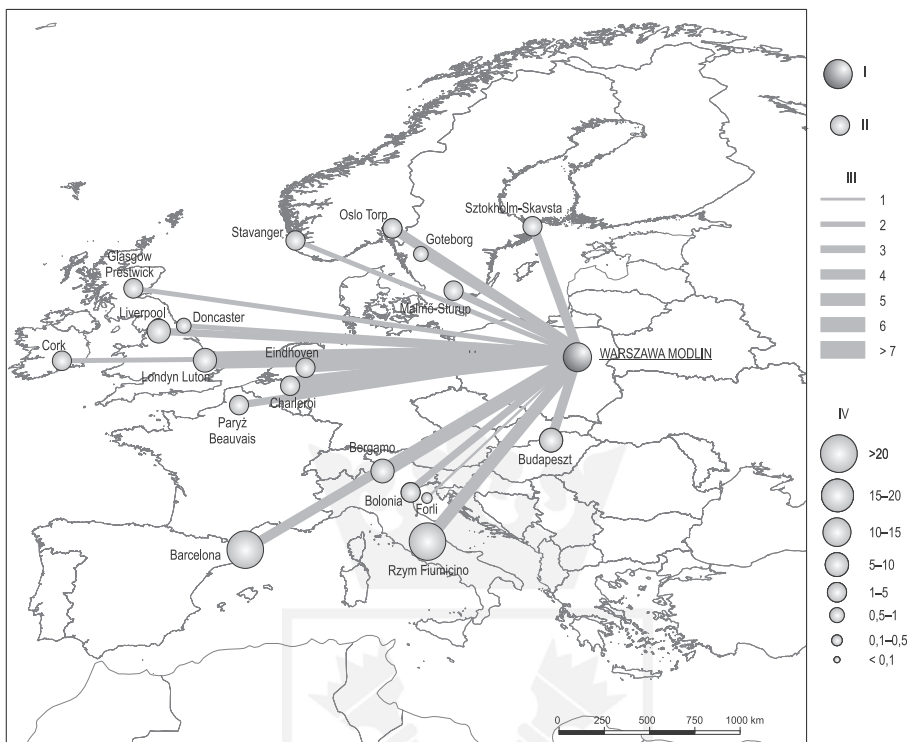 Stavanger
Oslo Torp
Goteborg
Sztokholm-Skavsta
Glasgow
Prestwick
Malmö-Sturup
Liverpool
Doncaster
Cork
Londyn Luton
Eindhoven
Charleroi
WARSZAWA MODLIN
Paryż
Beauvais
Bergamo
Budapeszt
Bolonia
Forli
Barcelona
Rzym Fiumicino
0 250 500 750 1000 km
I
II
III
1
2
3
4
5
6
> 7
IV
>20
15–20
10–15
5–10
1–5
0,5–1
0,1–0,5
< 0,1